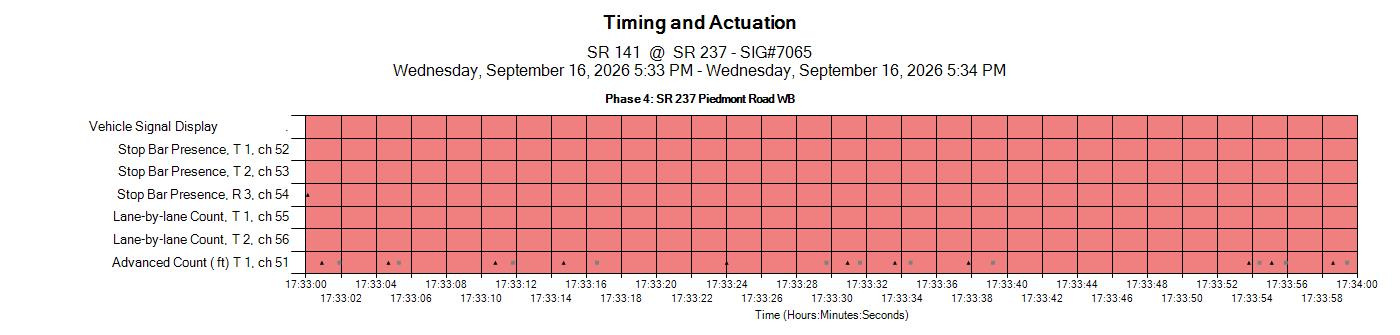 Timing and Actuation
SR 141 @ SR 237 - SIG#7065
Wednesday, September 16, 2026 5:33 PM - Wednesday, September 16, 2026 5:34 PM
Phase 4: SR 237 Piedmont Road WB
Vehicle Signal Display .
Stop Bar Presence, T 1, ch 52
Stop Bar Presence, T 2, ch 53
Stop Bar Presence, R 3, ch 54
Lane-by-lane Count, T 1, ch 55
Lane-by-lane Count, T 2, ch 56
Advanced Count ( ft) T 1, ch 51
17:33:00 17:33:04 17:33:08 17:33:12 17:33:16 17:33:20 17:33:24 17:33:28 17:33:32 17:33:36 17:33:40 17:33:44 17:33:48 17:33:52 17:33:56 17:34:00
17:33:02 17:33:06 17:33:10 17:33:14 17:33:18 17:33:22 17:33:26 17:33:30 17:33:34 17:33:38 17:33:42 17:33:46 17:33:50 17:33:54 17:33:58
Time (Hours:Minutes:Seconds)